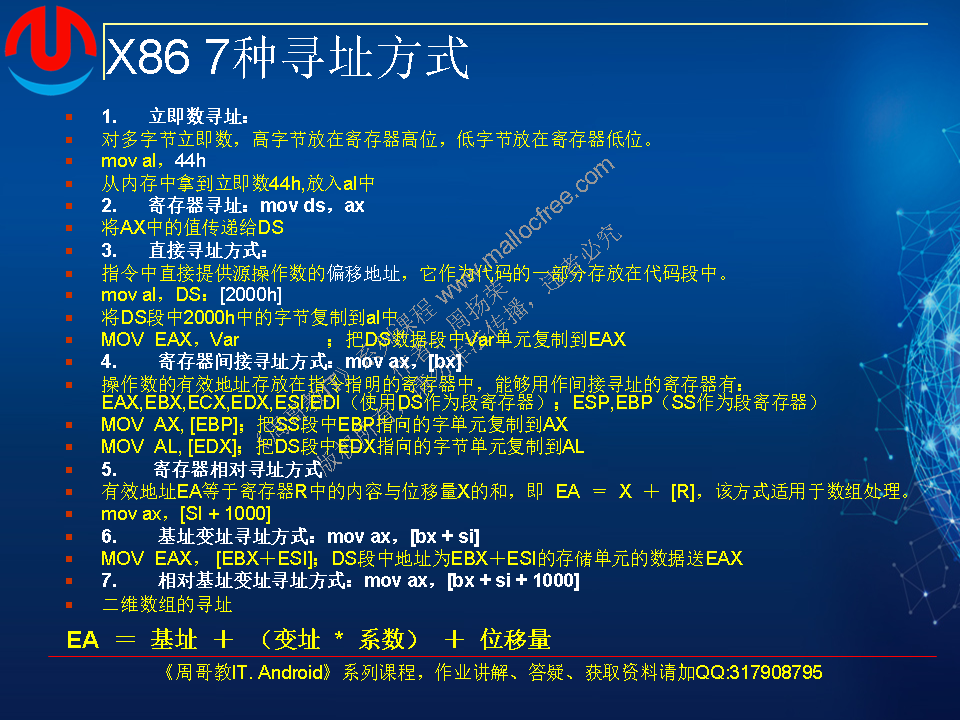 X86 7种寻址方式
1. 立即数寻址:
对多字节立即数，高字节放在寄存器高位，低字节放在寄存器低位。
mov al，44h
从内存中拿到立即数44h,放入al中
2. 寄存器寻址：mov ds，ax
将AX中的值传递给DS
3. 直接寻址方式:
指令中直接提供源操作数的偏移地址，它作为代码的一部分存放在代码段中。
mov al，DS：[2000h]
将DS段中2000h中的字节复制到al中
MOV EAX，Var ；把DS数据段中Var单元复制到EAX
4. 寄存器间接寻址方式：mov ax，[bx]
操作数的有效地址存放在指令指明的寄存器中，能够用作间接寻址的寄存器有：
EAX,EBX,ECX,EDX,ESI,EDI（使用DS作为段寄存器）；ESP,EBP（SS作为段寄存器）
MOV AX, [EBP]；把SS段中EBP指向的字单元复制到AX
MOV AL, [EDX]；把DS段中EDX指向的字节单元复制到AL
5. 寄存器相对寻址方式
有效地址EA等于寄存器R中的内容与位移量X的和，即 EA ＝ X ＋ [R]，该方式适用于数组处理。
mov ax，[SI + 1000]
6. 基址变址寻址方式：mov ax，[bx + si]
MOV EAX， [EBX＋ESI]；DS段中地址为EBX＋ESI的存储单元的数据送EAX
7. 相对基址变址寻址方式：mov ax，[bx + si + 1000]
二维数组的寻址
EA ＝ 基址 ＋ （变址 * 系数） ＋ 位移量
《周哥教IT. Android》系列课程，作业讲解、答疑、获取资料请加QQ:317908795
系列课程 www.mallocfree.com
周扬荣
传播，违者必究